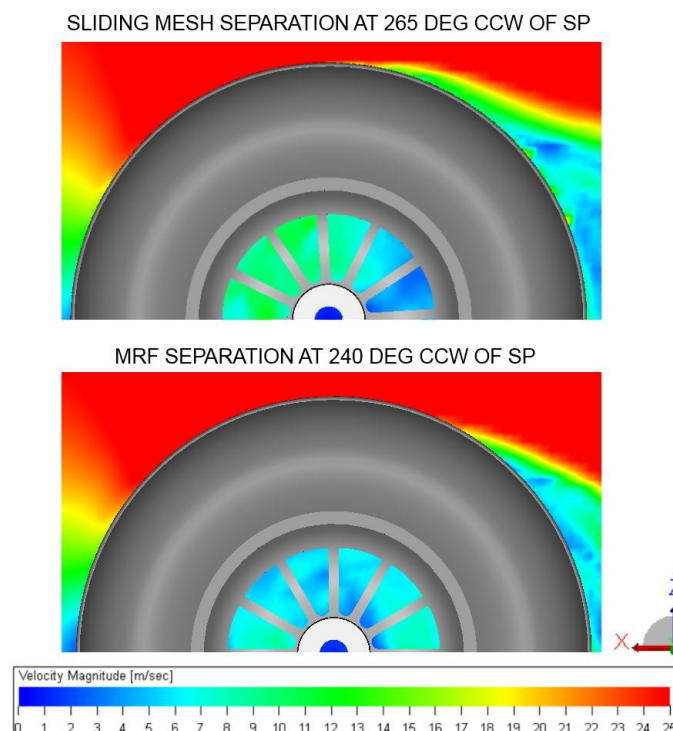 SLIDING MESH SEPARATION AT 265 DEG CCW OF SP
MRF SEPARATION AT 240 DEG CCW OF SP
X
Velocity Magnitude [m/sec]
0 1 2 3 4 5 6 7 8 9 10 11 12 13 14 15 16 17 18 19 20 21 22 23 24 25